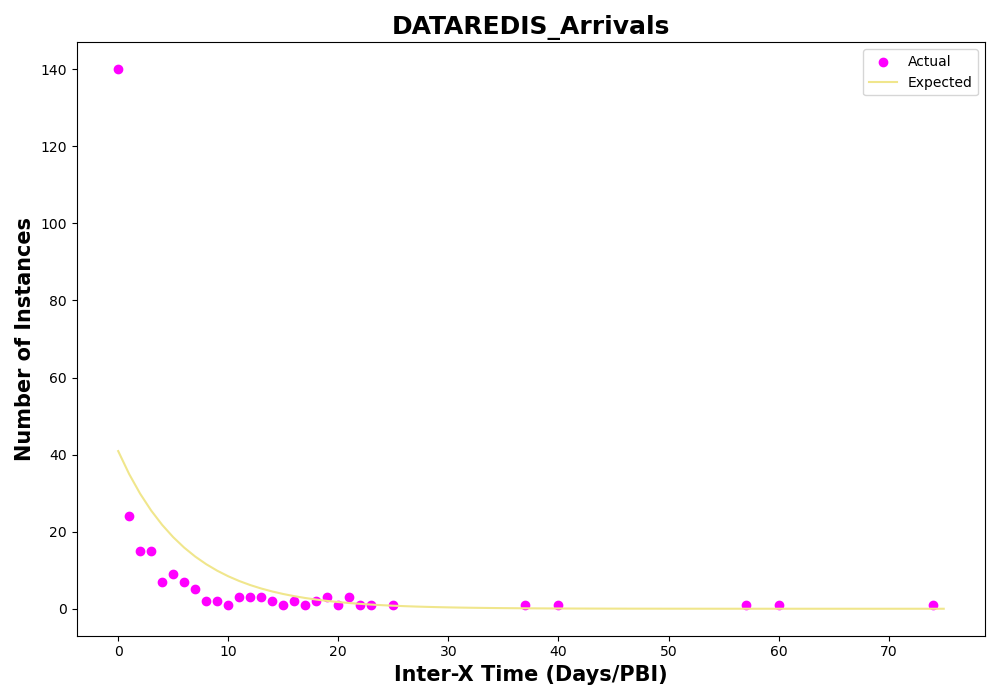 DATAREDIS_Arrivals
Actual
Expected
140
120
100
80
60
40
20
0
Number of Instances
0 10 20 30 40 50 60 70
Inter-X Time (Days/PBI)